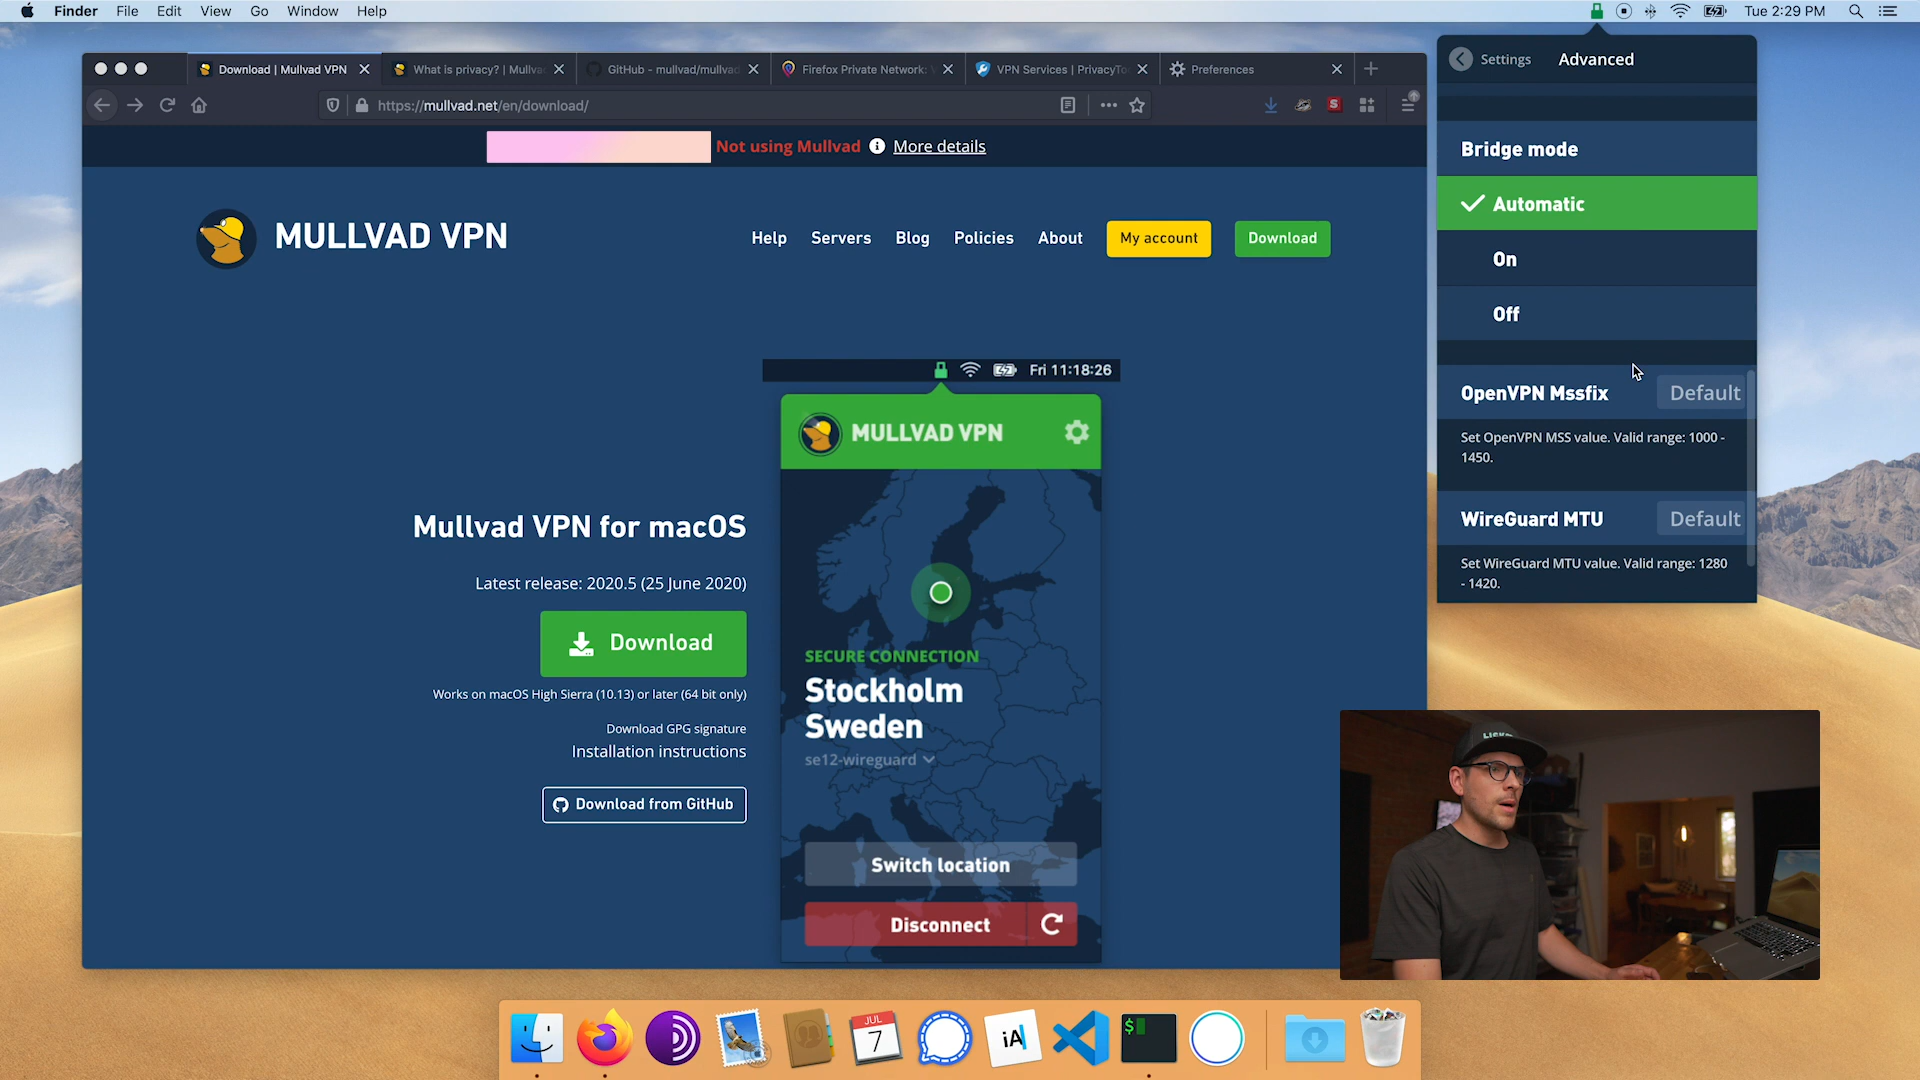 Finder File Edit View Go Window Help
Tue 2:29 PM
Download | Mullvad VPN
What is privacy? | Mullva
GitHub - mullvad/mullvad
Firefox Private Network:
VPN Services | PrivacyTo
Preferences
https://mullvad.net/en/download/
Not using Mullvad More details
MULLVAD VPN
Help Servers Blog Policies About My account Download
Fri 11:18:26
MULLVAD VPN
Mullvad VPN for macOS
Latest release: 2020.5 (25 June 2020)
Download
Works on macOS High Sierra (10.13) or later (64 bit only)
Download GPG signature
Installation instructions
Download from GitHub
SECURE CONNECTION
Stockholm
Sweden
se12-wireguard
Switch location
Disconnect
Settings Advanced
Bridge mode
Automatic
On
Off
OpenVPN Mssfix Default
Set OpenVPN MSS value. Valid range: 1000 -
1450.
WireGuard MTU Default
Set WireGuard MTU value. Valid range: 1280
- 1420.
JUL
7
iA
$